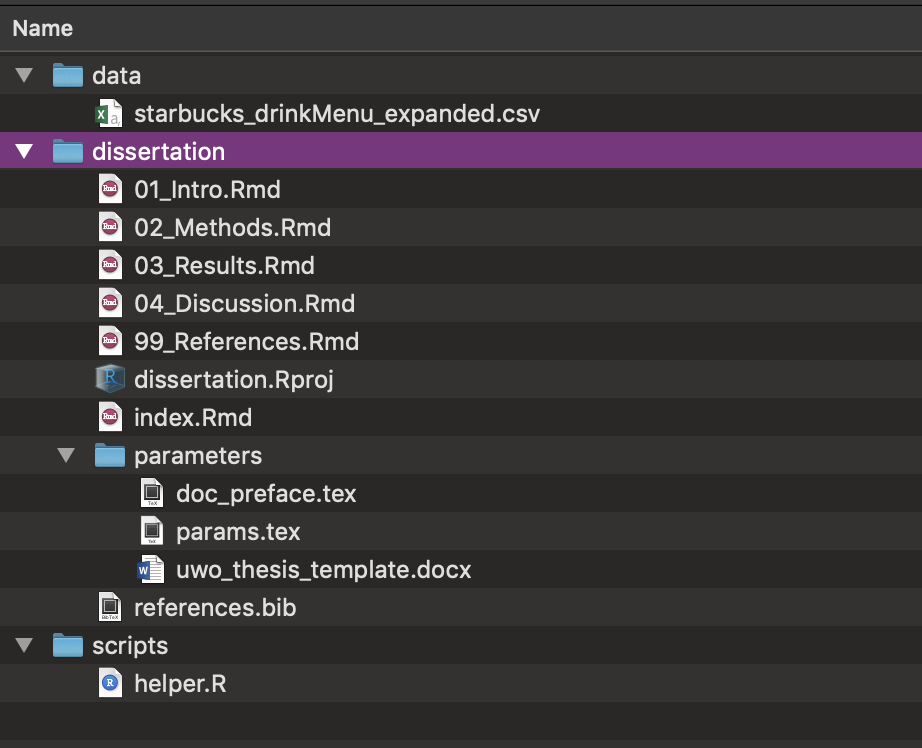 Name
data
starbucks_drinkMenu_expanded.csv
dissertation
01_Intro.Rmd
02_Methods.Rmd
03_Results.Rmd
04_Discussion.Rmd
99_References.Rmd
dissertation.Rproj
index.Rmd
parameters
doc_preface.tex
params.tex
uwo_thesis_template.docx
references.bib
scripts
helper.R